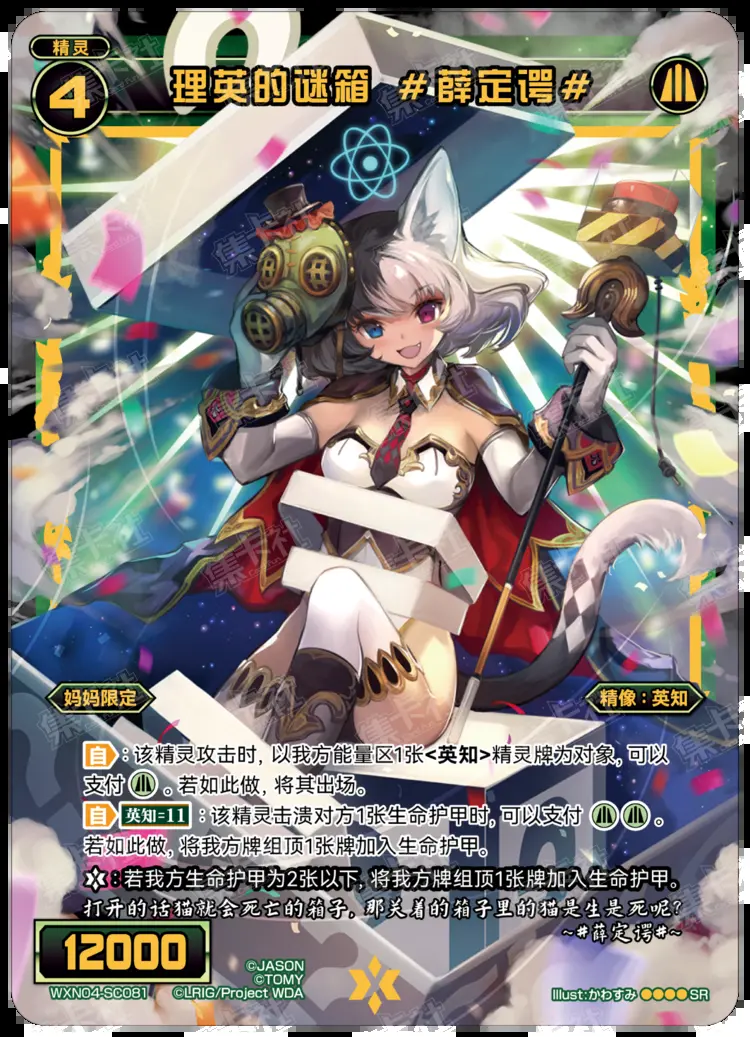 精灵
4
理英的谜箱 #薛定谔#
妈妈限定
精像：英知
自：该精灵攻击时，以我方能量区1张<英知>精灵牌为对象，可以
支付 。若如此做，将其出场。
自 英知=11：该精灵击溃对方1张生命护甲时，可以支付 。
若如此做，将我方牌组顶1张牌加入生命护甲。
：若我方生命护甲为2张以下，将我方牌组顶1张牌加入生命护甲。
打开的话猫就会死亡的箱子，那关着的箱子里的猫是生是死呢？
~#薛定谔#~
12000
©JASON
©TOMY
WXN04-SC081 ©LRIG/Project WDA
Illust:かわすみ ●●●●SR
集卡社